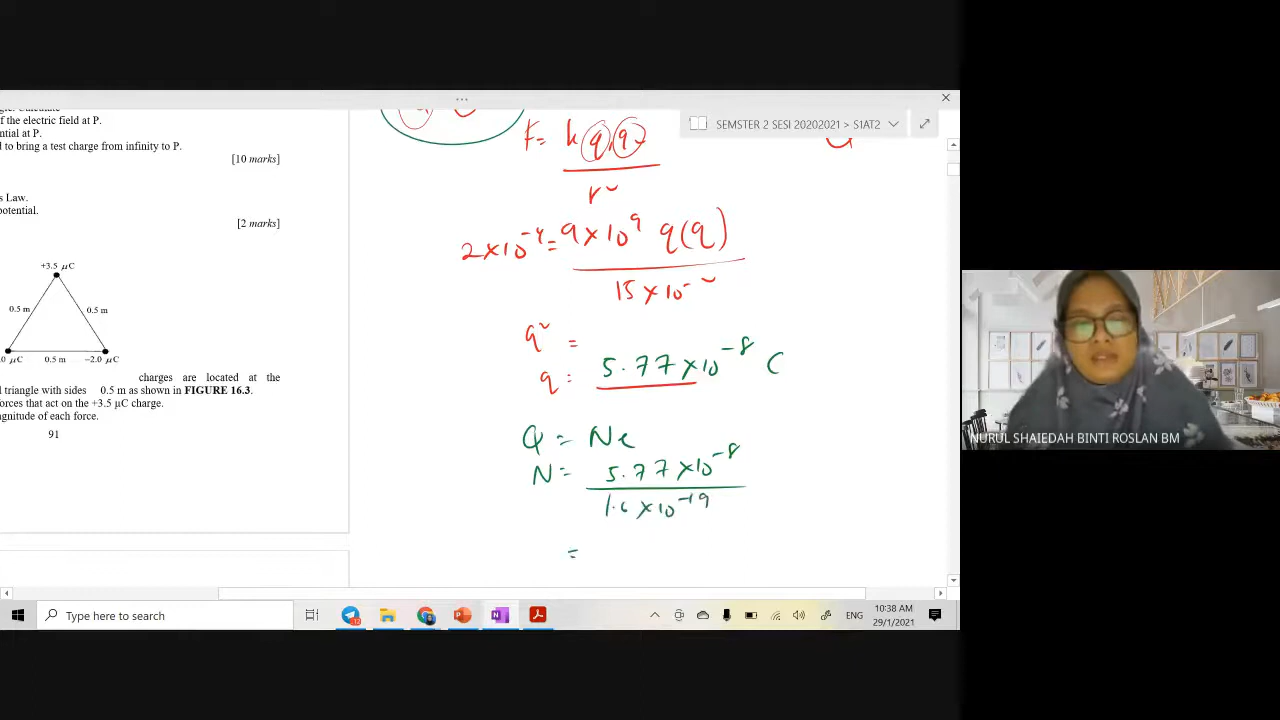 SEMSTER 2 SESI 20202021 > S1AT2
of the electric field at P.
ntial at P.
d to bring a test charge from infinity to P.
[10 marks]
s Law.
potential.
[2 marks]
+3.5 µC
0.5 m
0.5 m
0 µC
0.5 m
−2.0 µC
charges are located at the
d triangle with sides 0.5 m as shown in FIGURE 16.3.
forces that act on the +3.5 µC charge.
agnitude of each force.
91
F = k q q
r²
2×10⁻⁴ = 9×10⁹ q(q)
15×10⁻²
q² =
q = 5.77×10⁻⁸ C
Q = Ne
N = 5.77×10⁻⁸
1.6×10⁻¹⁹
=
NURUL SHAIEDAH BINTI ROSLAN BM
Type here to search
ENG
10:38 AM
29/1/2021